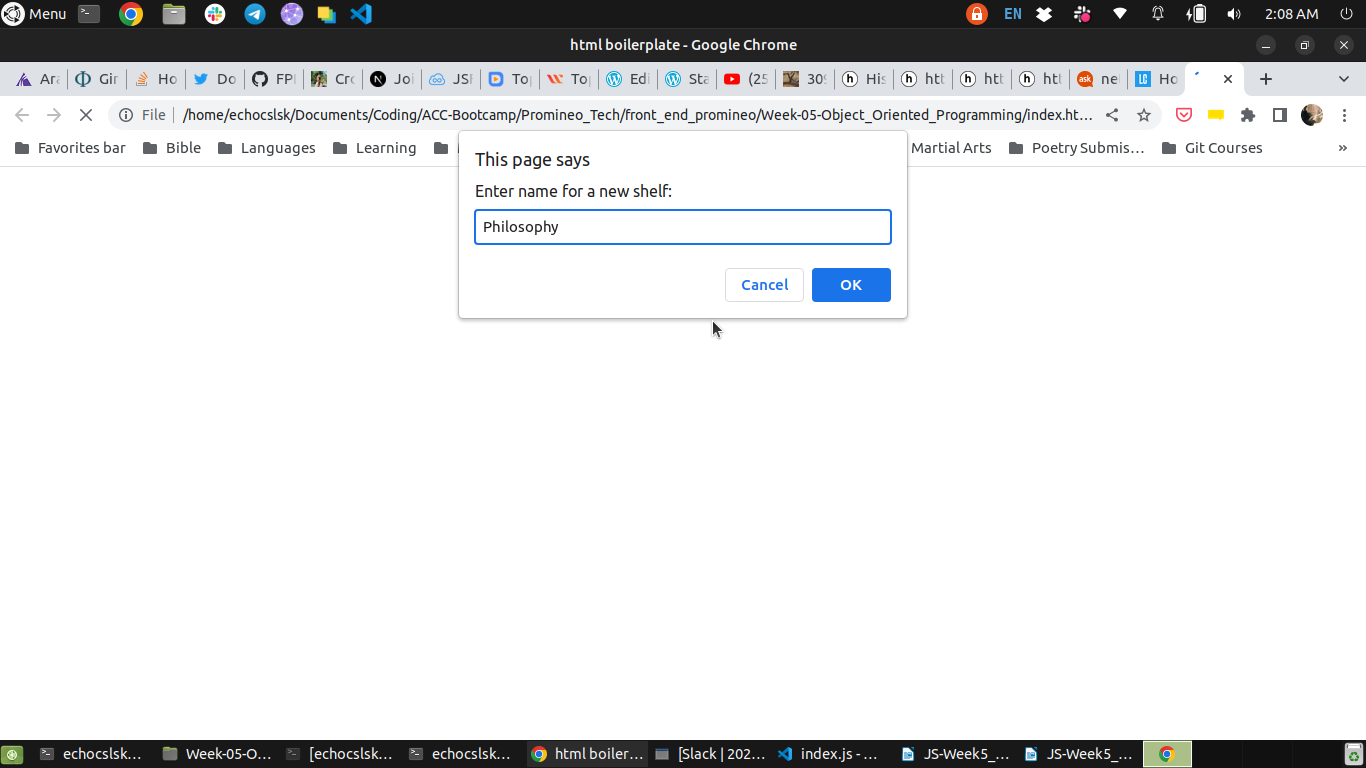 Menu
EN
2:08 AM
html boilerplate - Google Chrome
Ara
Gir
Ho
Do
FPI
Cro
Joi
JSI
Top
Top
Edi
Sta
(25
30S
His
htt
htt
htt
ne
LC
Ho
File
/home/echocslsk/Documents/Coding/ACC-Bootcamp/Promineo_Tech/front_end_promineo/Week-05-Object_Oriented_Programming/index.ht…
Favorites bar
Bible
Languages
Learning
Martial Arts
Poetry Submis…
Git Courses
»
This page says
Enter name for a new shelf:
Philosophy
Cancel
OK
echocslsk…
Week-05-O…
[echocslsk…
echocslsk…
html boiler…
[Slack | 202…
index.js - …
JS-Week5_…
JS-Week5_…